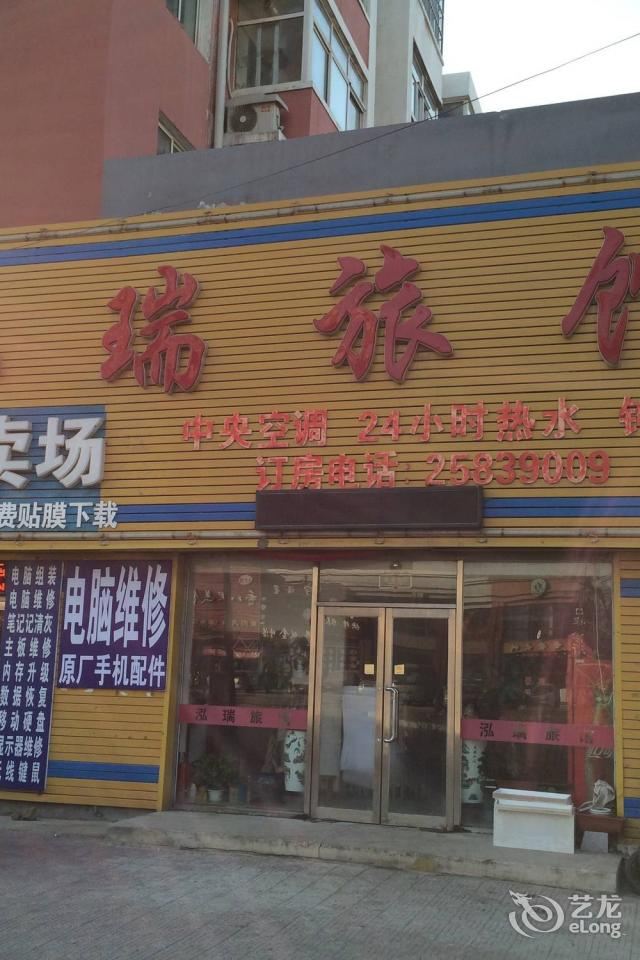 瑞旅馆
中央空调 24小时热水
订房电话:25839009
卖场
费贴膜下载
电脑组装
电脑维修
笔记记清灰
主板维修
内存升级
数据恢复
移动硬盘
显示器维修
无线键鼠
电脑维修
原厂手机配件
泓瑞旅馆
泓瑞旅馆
艺龙
eLong